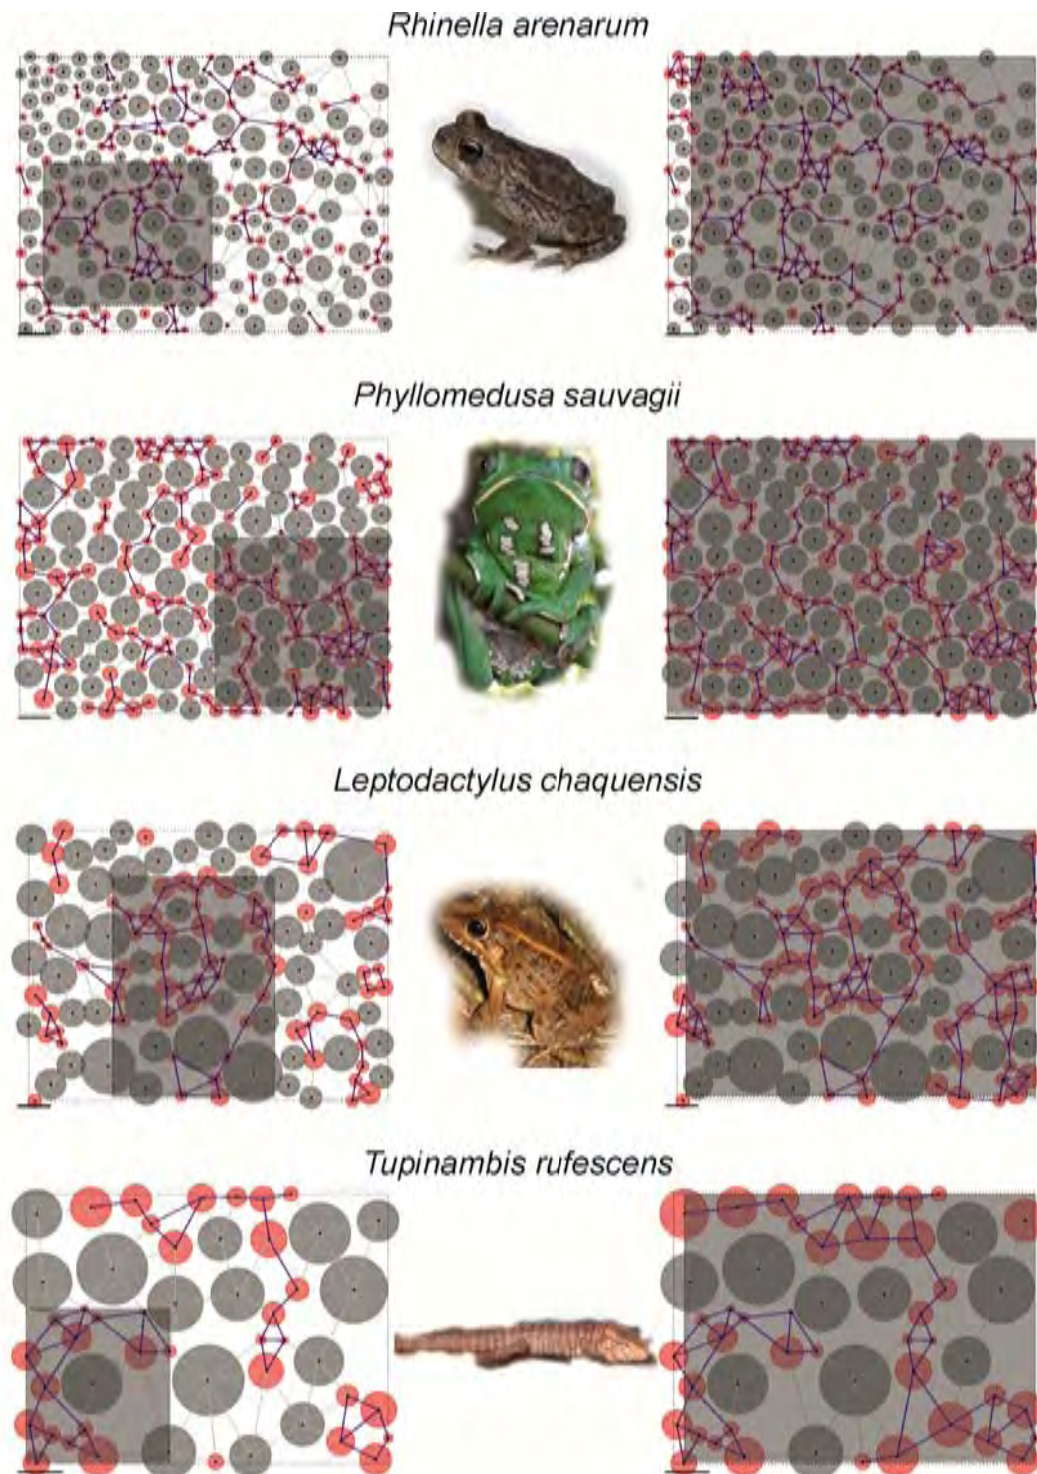 Rhinella arenarum
Phyllomedusa sauvagii
Leptodactylus chaquensis
Tupinambis rufescens